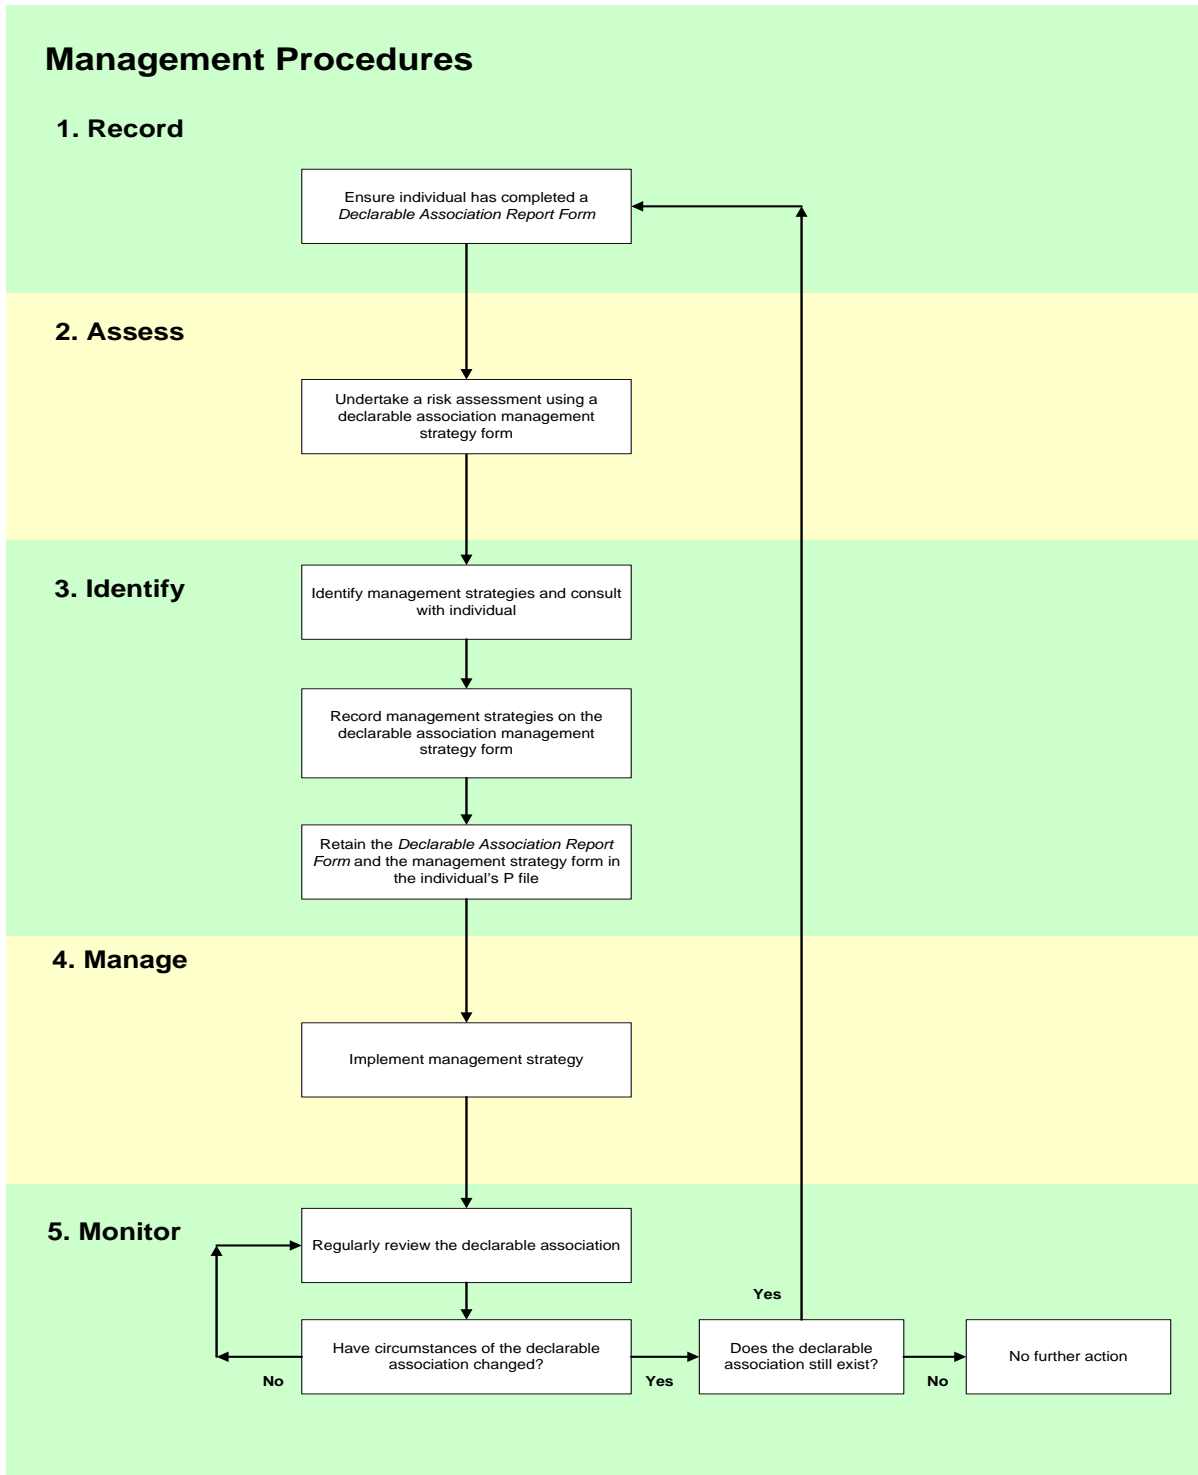 Management Procedures
1. Record
Ensure individual has completed a
Declarable Association Report Form
2. Assess
Undertake a risk assessment using a
declarable association management
strategy form
3. Identify
Identify management strategies and consult
with individual
Record management strategies on the
declarable association management
strategy form
Retain the Declarable Association Report
Form and the management strategy form in
the individual's P file
4. Manage
Implement management strategy
5. Monitor
Regularly review the declarable association
Yes
Have circumstances of the declarable
association changed?
No
Yes
Does the declarable
association still exist?
No
No further action